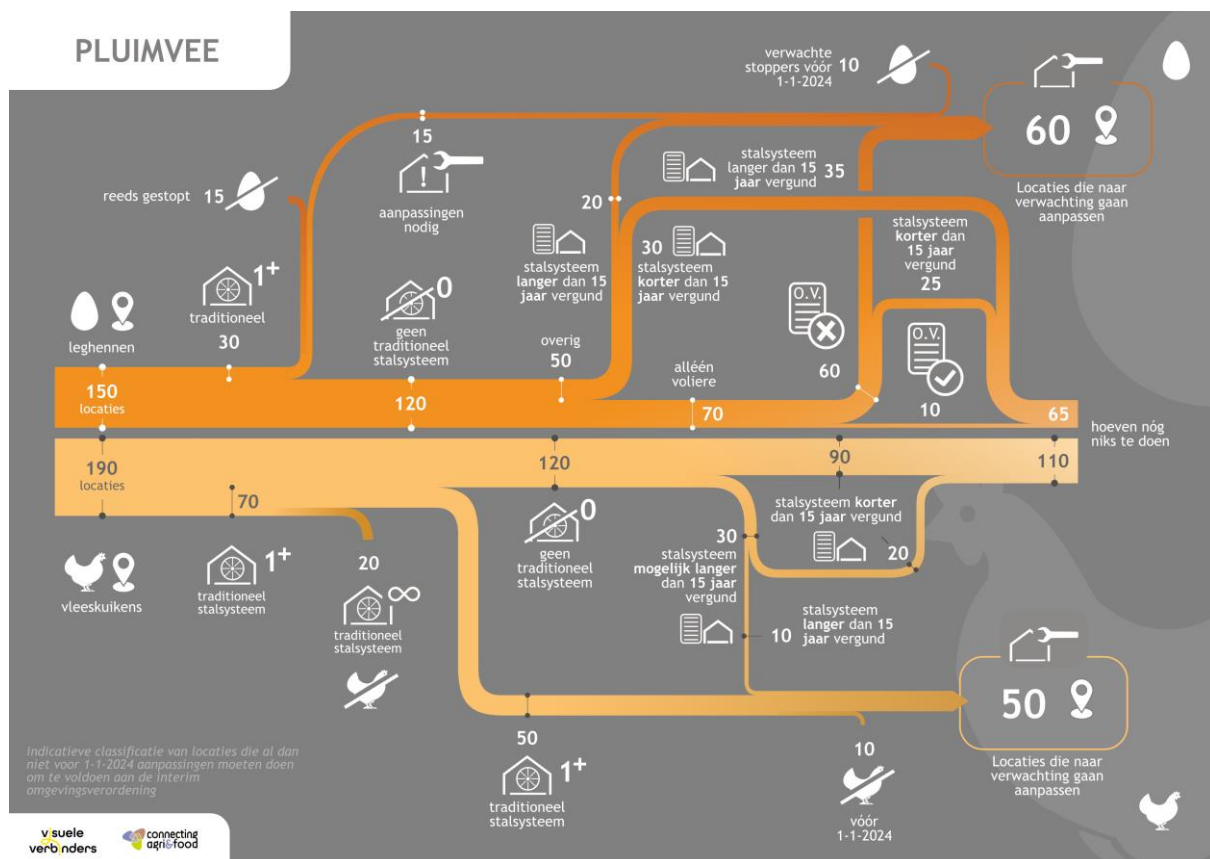 PLUIMVEE
verwachte
stoppers vóór 10
1-1-2024
60
Locaties die naar
verwachting gaan
aanpassen
15
aanpassingen
nodig
reeds gestopt 15
stalsysteem
langer dan 15 35
jaar vergund
20
stalsysteem
langer dan 15
jaar vergund
30
stalsysteem
korter dan 15
jaar vergund
stalsysteem
korter dan
15 jaar
vergund
25
1+
traditioneel
30
0
geen
traditioneel
stalsysteem
overig
50
alléén
voliere
O.V.
60
O.V.
10
leghennen
150
locaties
120
70
65
hoeven nóg
niks te doen
190
locaties
70
120
90
110
vleeskuikens
1+
traditioneel
stalsysteem
20
∞
traditioneel
stalsysteem
0
geen
traditioneel
stalsysteem
30
stalsysteem
mogelijk langer
dan 15 jaar
vergund
stalsysteem korter
dan 15 jaar vergund
20
10
stalsysteem
langer dan 15
jaar vergund
50
1+
traditioneel
stalsysteem
10
vóór
1-1-2024
50
Locaties die naar
verwachting gaan
aanpassen
Indicatieve classificatie van locaties die al dan
niet voor 1-1-2024 aanpassingen moeten doen
om te voldoen aan de interim
omgevingsverordening
visuele
verbinders
connecting
agri&food